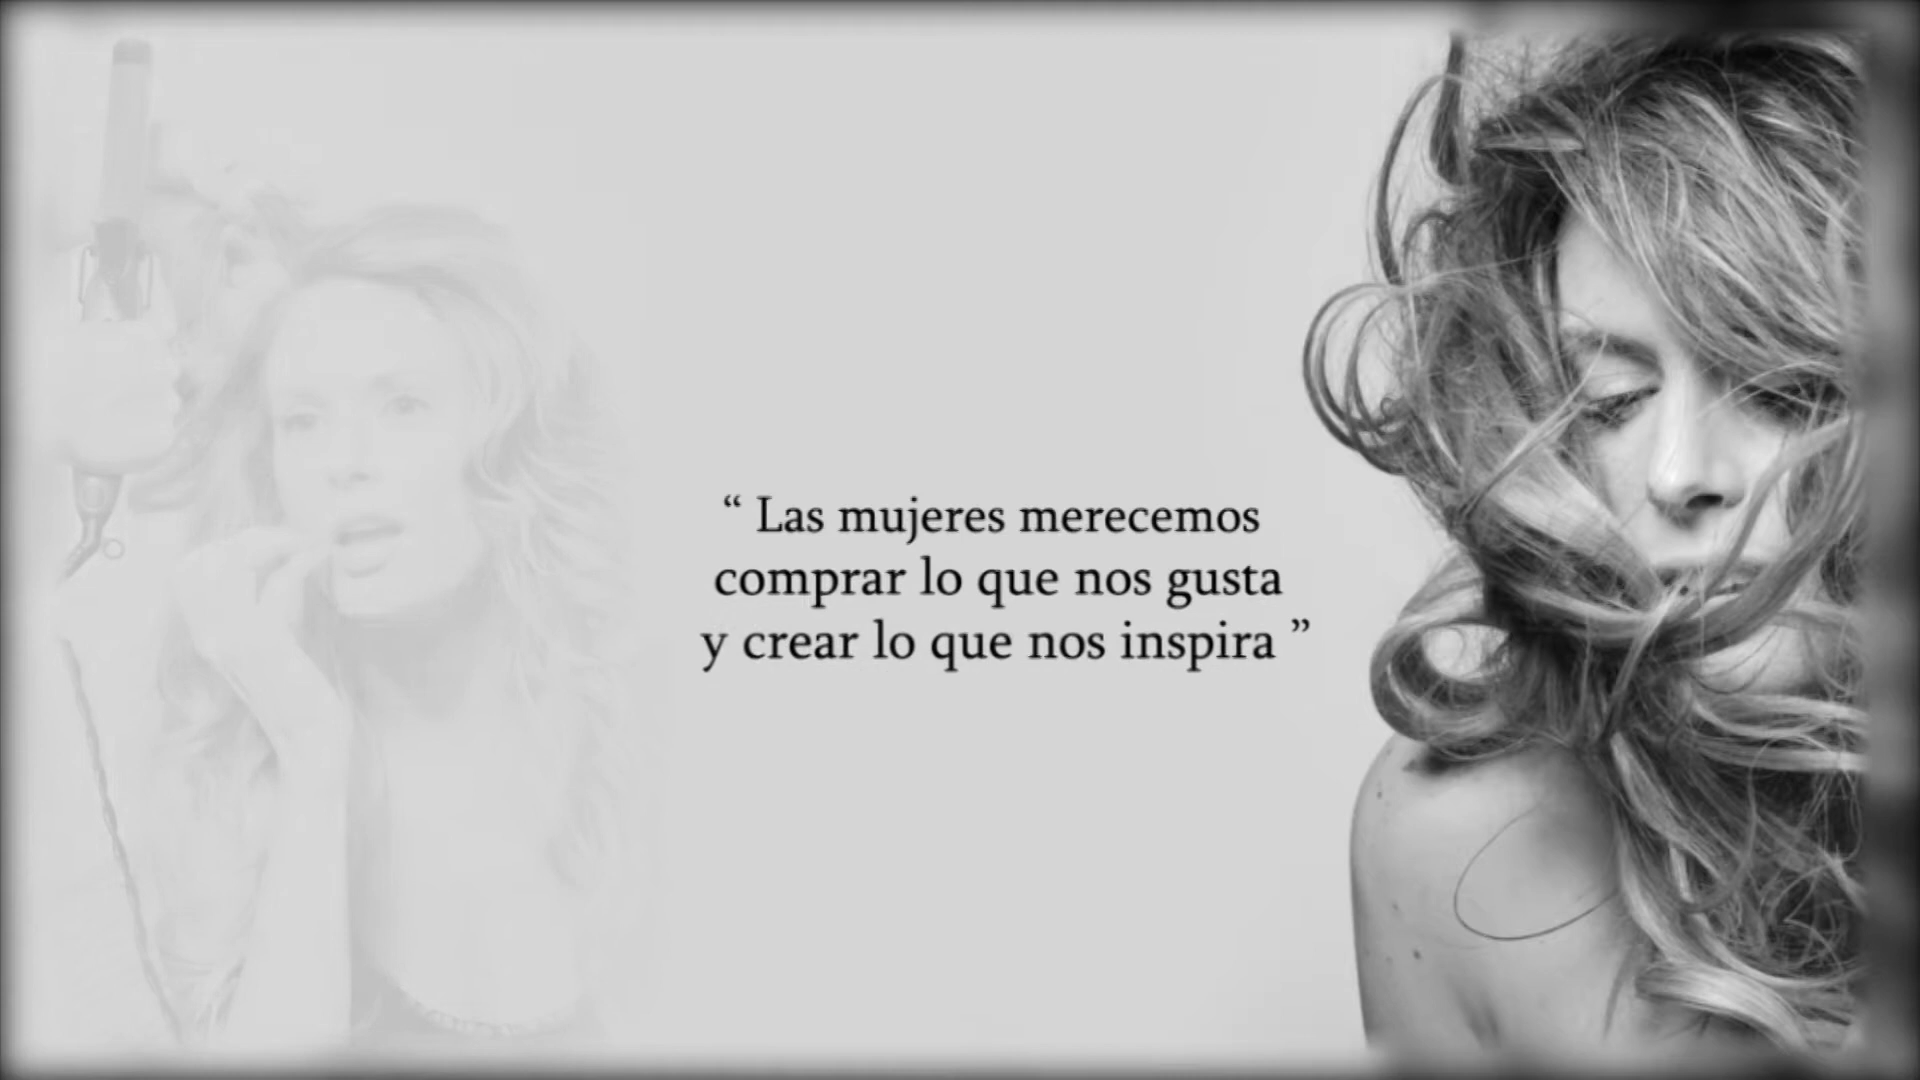 “ Las mujeres merecemos
comprar lo que nos gusta
y crear lo que nos inspira ”